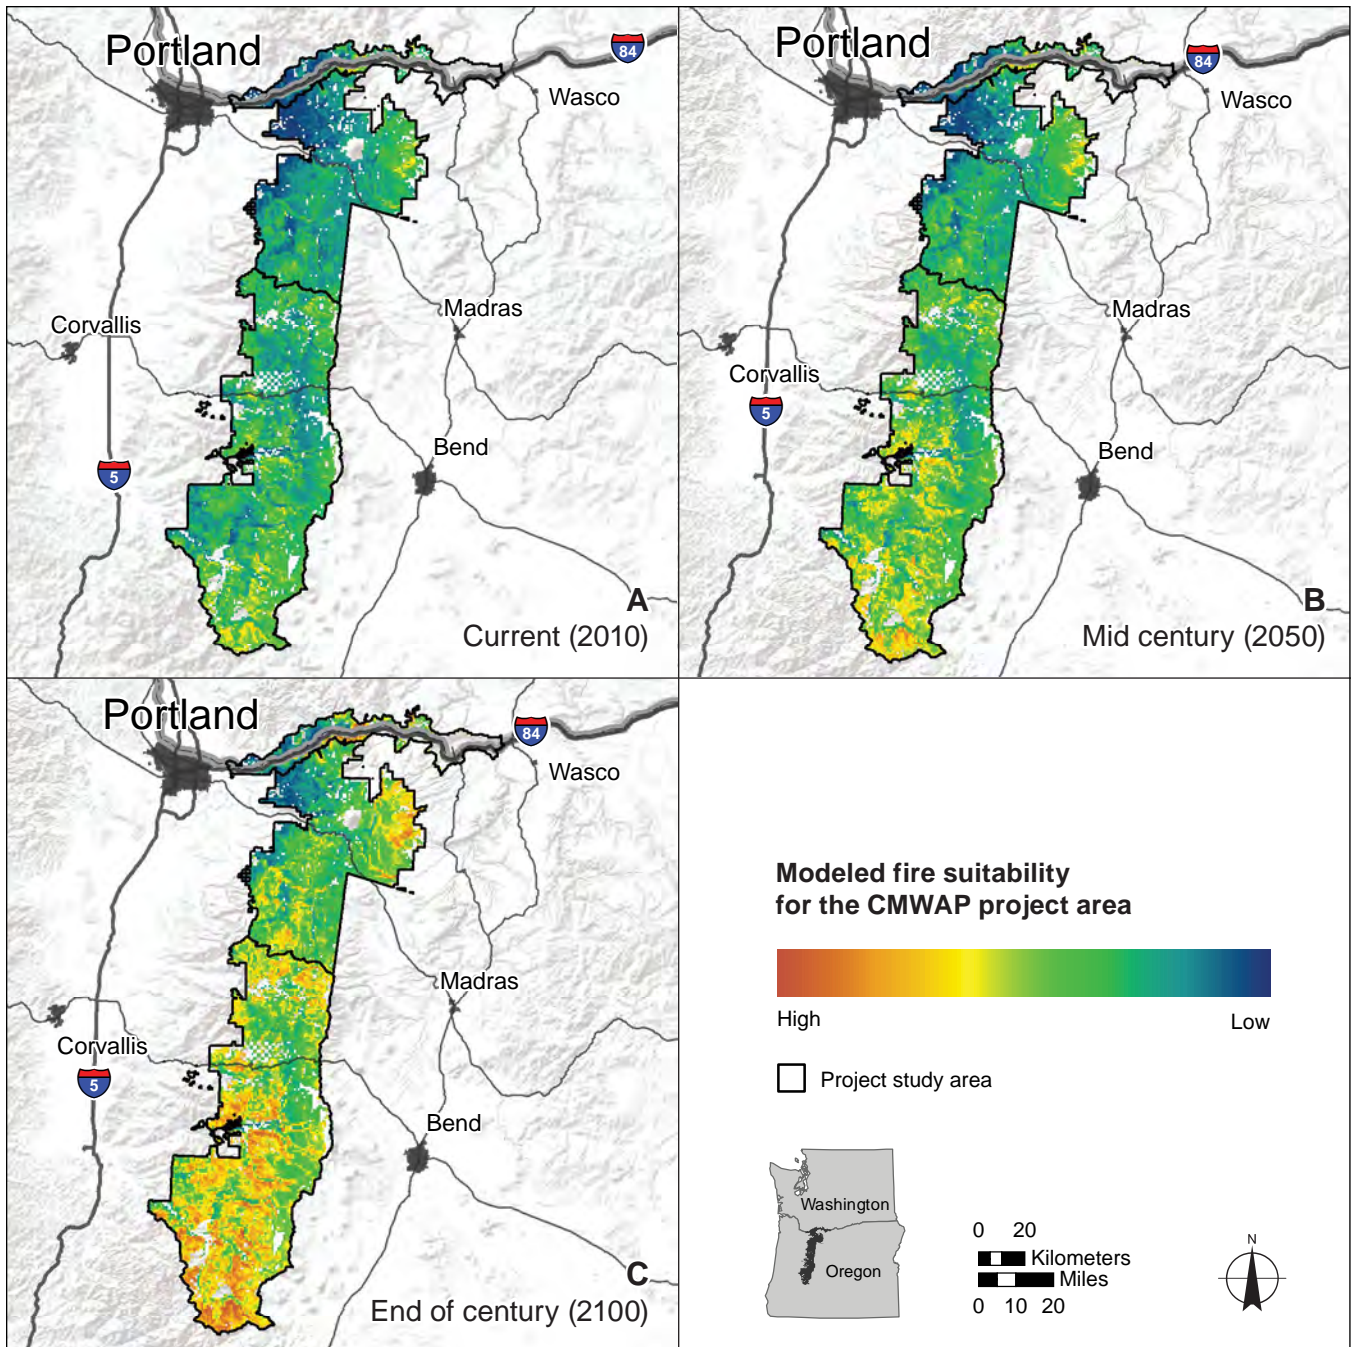 Portland
84
Wasco
Corvallis
Madras
5
Bend
A
Current (2010)
Portland
84
Wasco
Madras
Corvallis
5
Bend
B
Mid century (2050)
Portland
84
Wasco
Madras
Corvallis
5
Bend
C
End of century (2100)
Modeled fire suitability
for the CMWAP project area
High Low
Project study area
Washington
Oregon
0 20
Kilometers
Miles
0 10 20
N